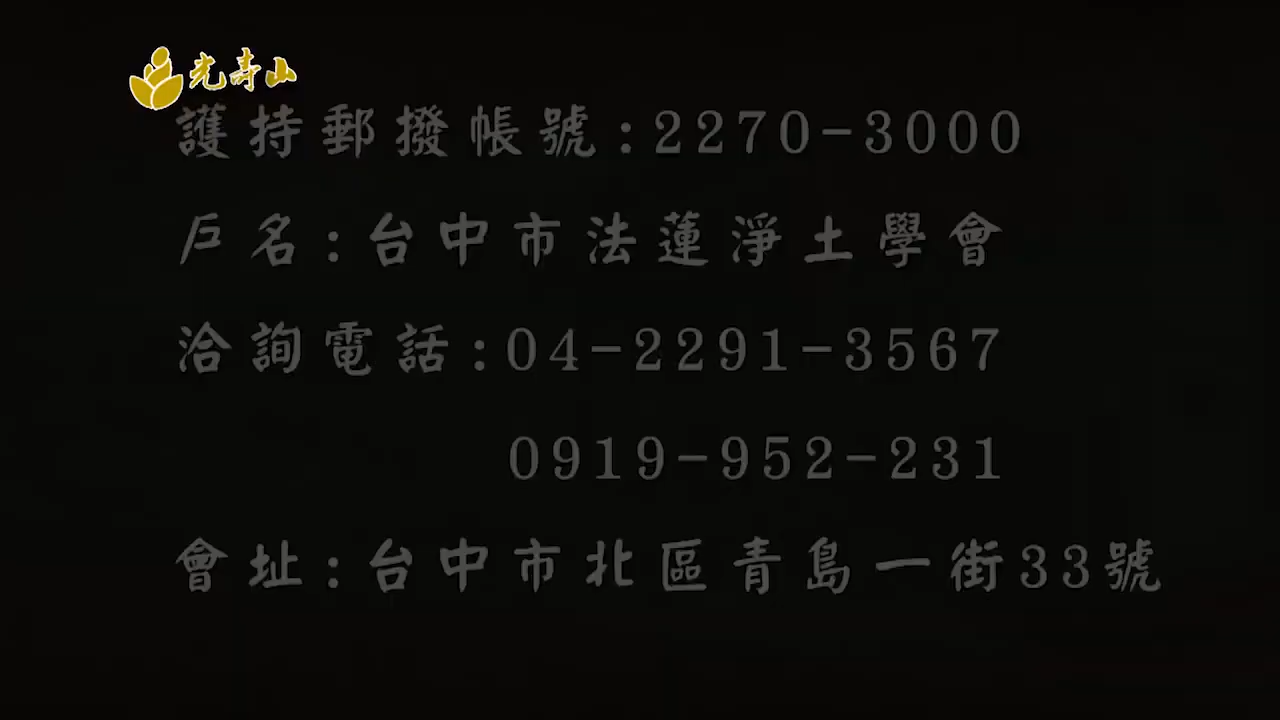 光壽山
護持郵撥帳號:2270-3000
戶名:台中市法蓮淨土學會
洽詢電話:04-2291-3567
0919-952-231
會址:台中市北區青島一街33號